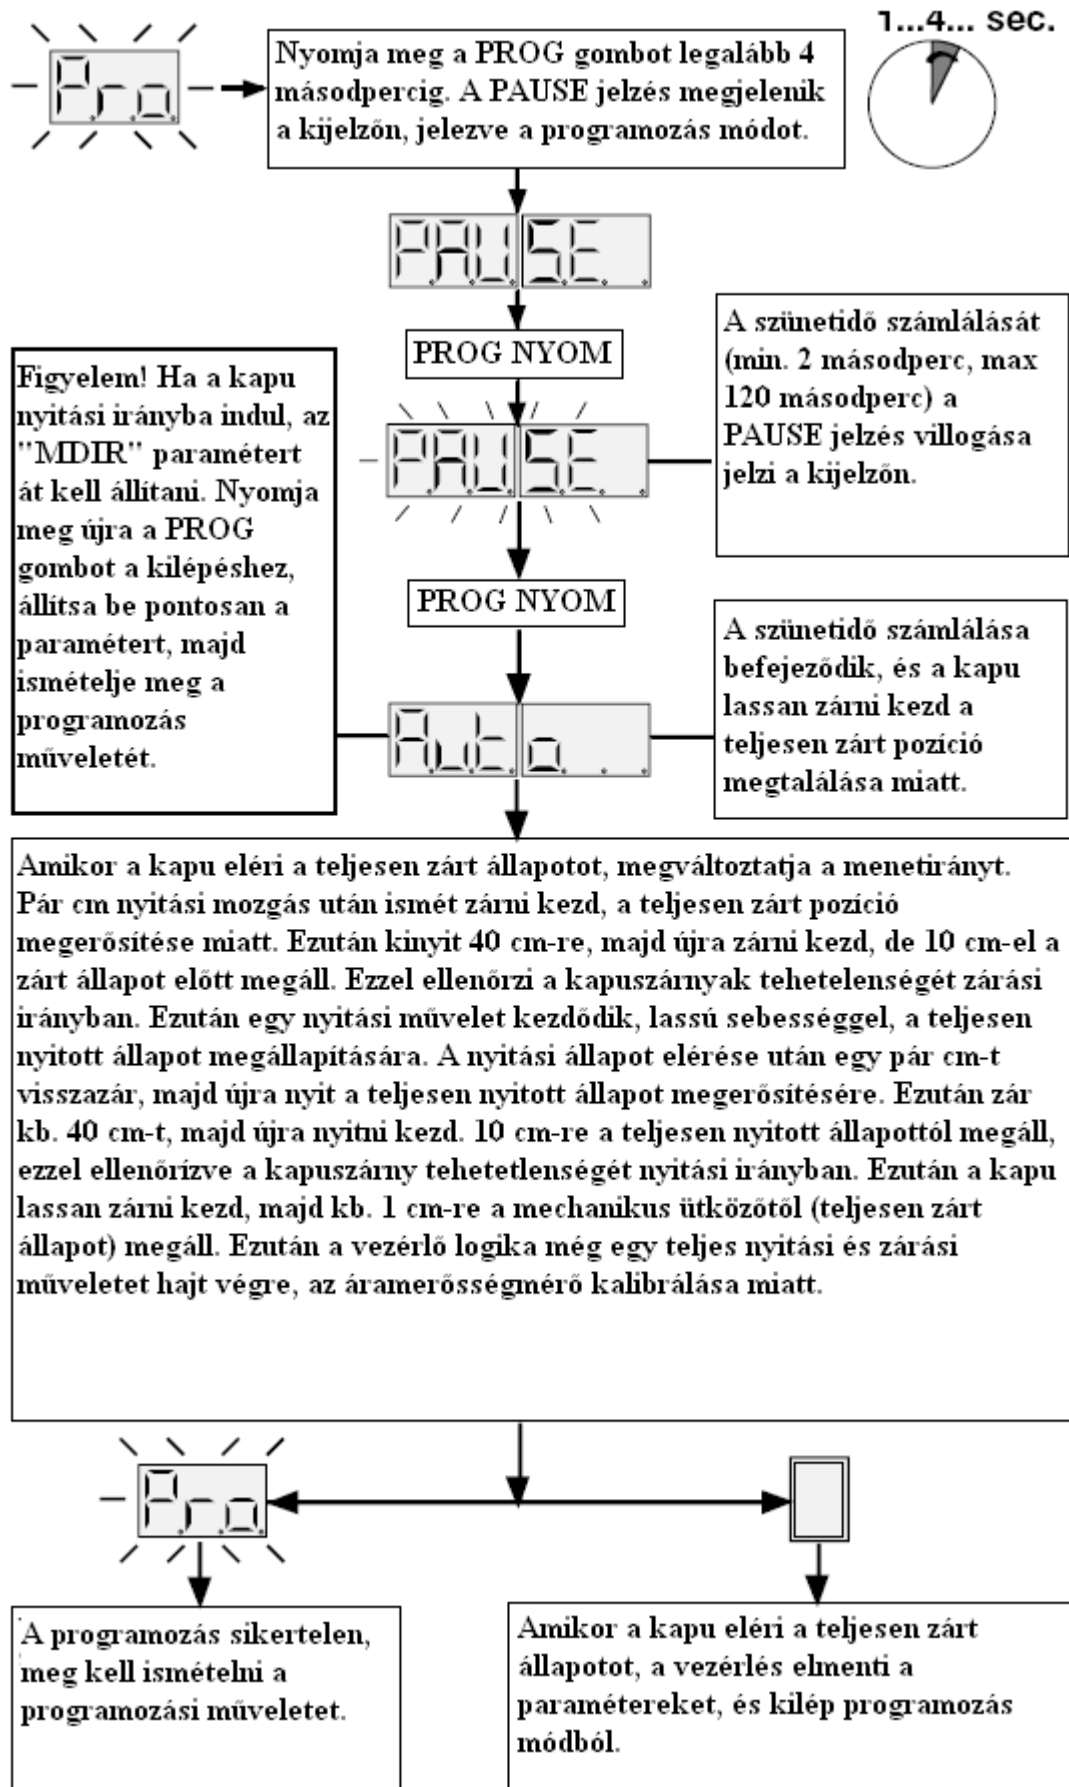 1...4... sec.
Pro
Nyomja meg a PROG gombot legalább 4
másodpercig. A PAUSE jelzés megjelenik
a kijelzőn, jelezve a programozás módot.
PAUSE
PROG NYOM
A szünetidő számlálását
(min. 2 másodperc, max
120 másodperc) a
PAUSE jelzés villogása
jelzi a kijelzőn.
PAUSE
Figyelem! Ha a kapu
nyitási irányba indul, az
"MDIR" paramétert
át kell állítani. Nyomja
meg újra a PROG
gombot a kilépéshez,
állítsa be pontosan a
paramétert, majd
ismételje meg a
programozás
műveletét.
PROG NYOM
A szünetidő számlálása
befejeződik, és a kapu
lassan zárni kezd a
teljesen zárt pozíció
megtalálása miatt.
Auto
Amikor a kapu eléri a teljesen zárt állapotot, megváltoztatja a menetirányt.
Pár cm nyitási mozgás után ismét zárni kezd, a teljesen zárt pozíció
megerősítése miatt. Ezután kinyit 40 cm-re, majd újra zárni kezd, de 10 cm-el a
zárt állapot előtt megáll. Ezzel ellenőrzi a kapuszárnyak tehetelenségét zárási
irányban. Ezután egy nyitási művelet kezdődik, lassú sebességgel, a teljesen
nyitott állapot megállapítására. A nyitási állapot elérése után egy pár cm-t
visszazár, majd újra nyit a teljesen nyitott állapot megerősítésére. Ezután zár
kb. 40 cm-t, majd újra nyitni kezd. 10 cm-re a teljesen nyitott állapottól megáll,
ezzel ellenőrízve a kapuszárny tehetetlenségét nyitási irányban. Ezután a kapu
lassan zárni kezd, majd kb. 1 cm-re a mechanikus ütközőtől (teljesen zárt
állapot) megáll. Ezután a vezérlő logika még egy teljes nyitási és zárási
műveletet hajt végre, az áramerősségmérő kalibrálása miatt.
Pro
A programozás sikertelen,
meg kell ismételni a
programozási műveletet.
Amikor a kapu eléri a teljesen zárt
állapotot, a vezérlés elmenti a
paramétereket, és kilép programozás
módból.